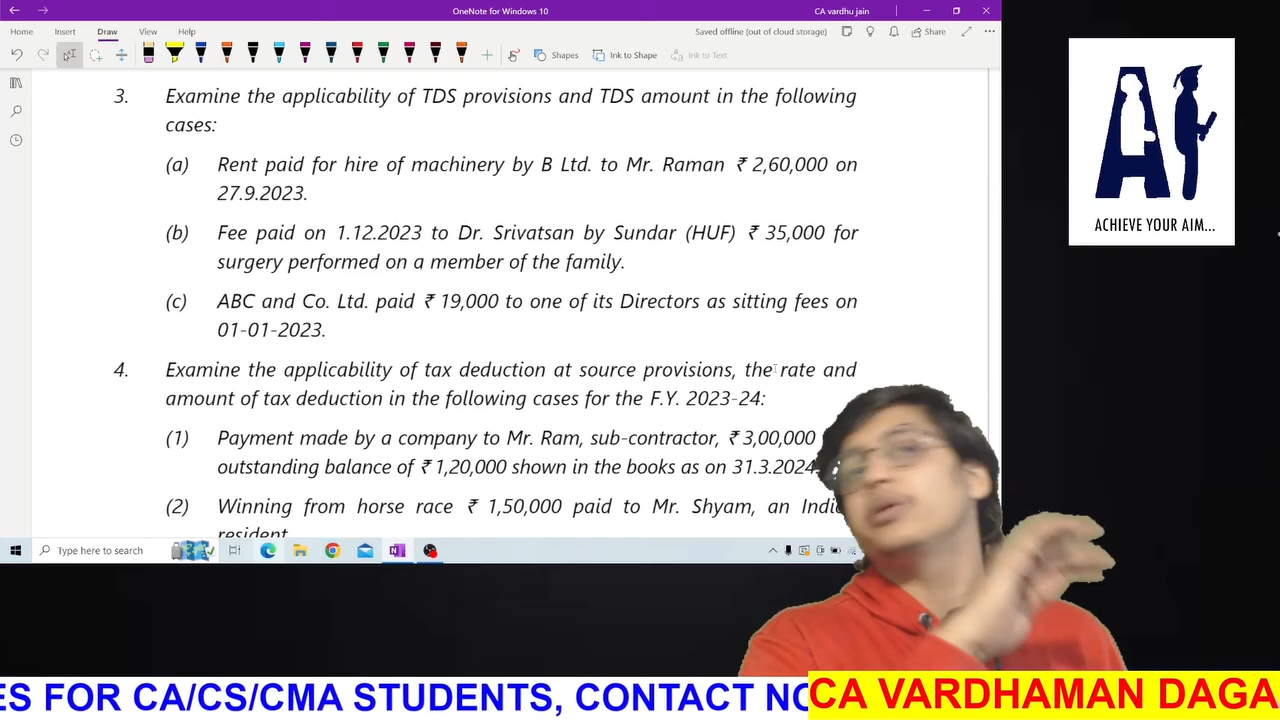 OneNote for Windows 10
CA vardhu jain
Home Insert Draw View Help
Saved offline (out of cloud storage)
Share
Shapes
Ink to Shape
Ink to Text
3. Examine the applicability of TDS provisions and TDS amount in the following
cases:
(a) Rent paid for hire of machinery by B Ltd. to Mr. Raman ₹ 2,60,000 on
27.9.2023.
(b) Fee paid on 1.12.2023 to Dr. Srivatsan by Sundar (HUF) ₹ 35,000 for
surgery performed on a member of the family.
(c) ABC and Co. Ltd. paid ₹ 19,000 to one of its Directors as sitting fees on
01-01-2023.
4. Examine the applicability of tax deduction at source provisions, the rate and
amount of tax deduction in the following cases for the F.Y. 2023-24:
(1) Payment made by a company to Mr. Ram, sub-contractor, ₹ 3,00,000
outstanding balance of ₹ 1,20,000 shown in the books as on 31.3.2024.
(2) Winning from horse race ₹ 1,50,000 paid to Mr. Shyam, an
resident
Type here to search
ACHIEVE YOUR AIM...
ES FOR CA/CS/CMA STUDENTS, CONTACT
CA VARDHAMAN DAGA